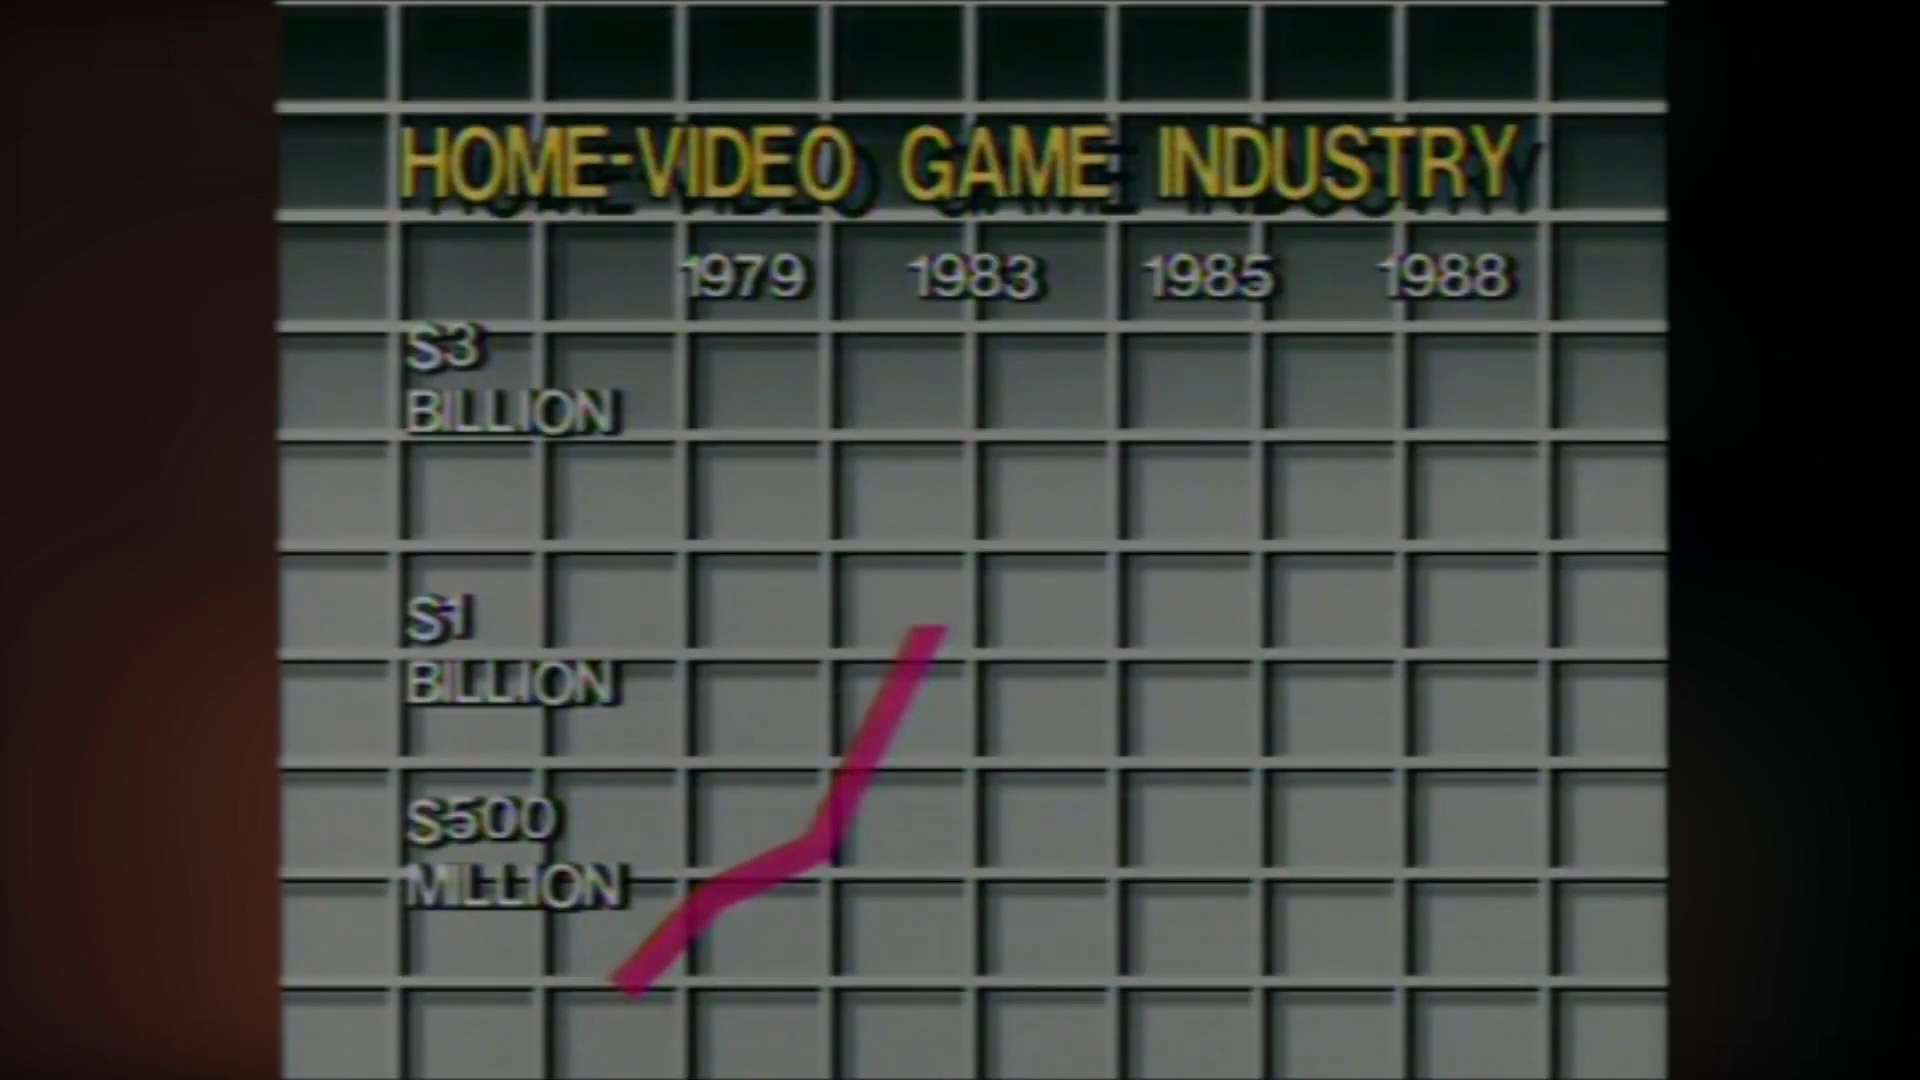 HOME-VIDEO GAME INDUSTRY
1979 1983 1985 1988
$3
BILLION
$1
BILLION
$500
MILLION